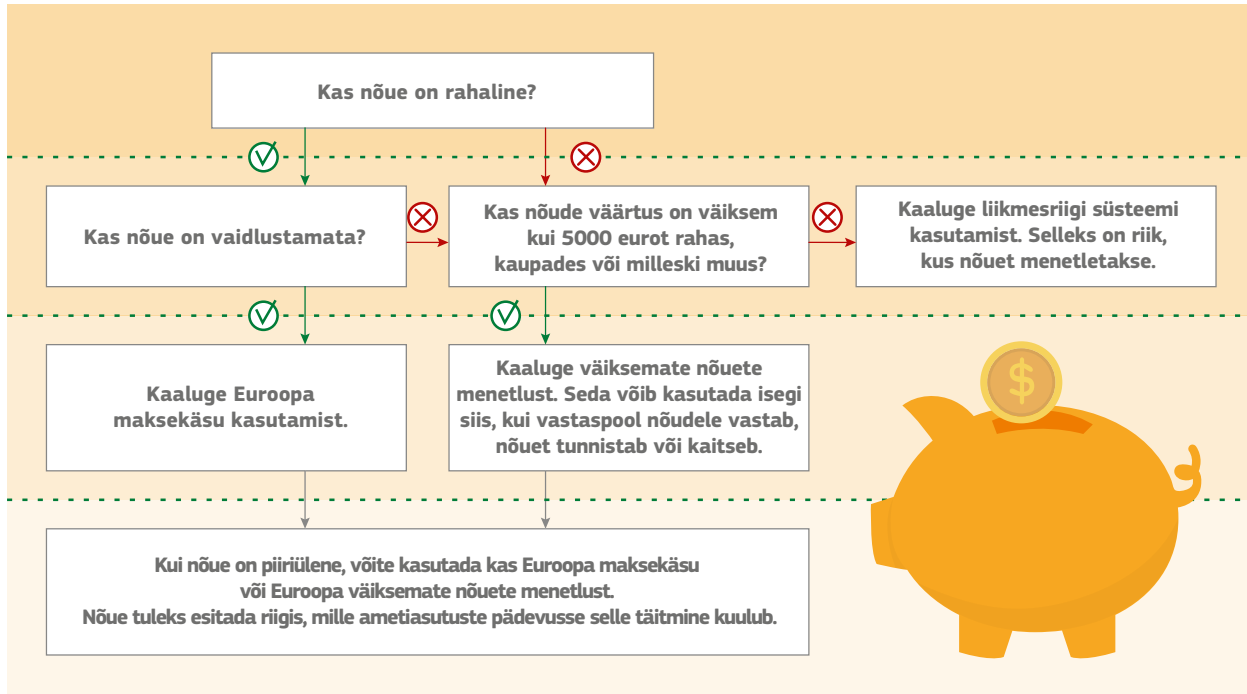 Kas nõue on rahaline?
Kas nõue on vaidlustamata?
Kas nõude väärtus on väiksem
kui 5000 eurot rahas,
kaupades või milleski muus?
Kaaluge liikmesriigi süsteemi
kasutamist. Selleks on riik,
kus nõuet menetletakse.
Kaaluge Euroopa
maksekäsu kasutamist.
Kaaluge väiksemate nõuete
menetlust. Seda võib kasutada isegi
siis, kui vastaspool nõudele vastab,
nõuet tunnistab või kaitseb.
$
Kui nõue on piiriülene, võite kasutada kas Euroopa maksekäsu
või Euroopa väiksemate nõuete menetlust.
Nõue tuleks esitada riigis, mille ametiasutuste pädevusse selle täitmine kuulub.